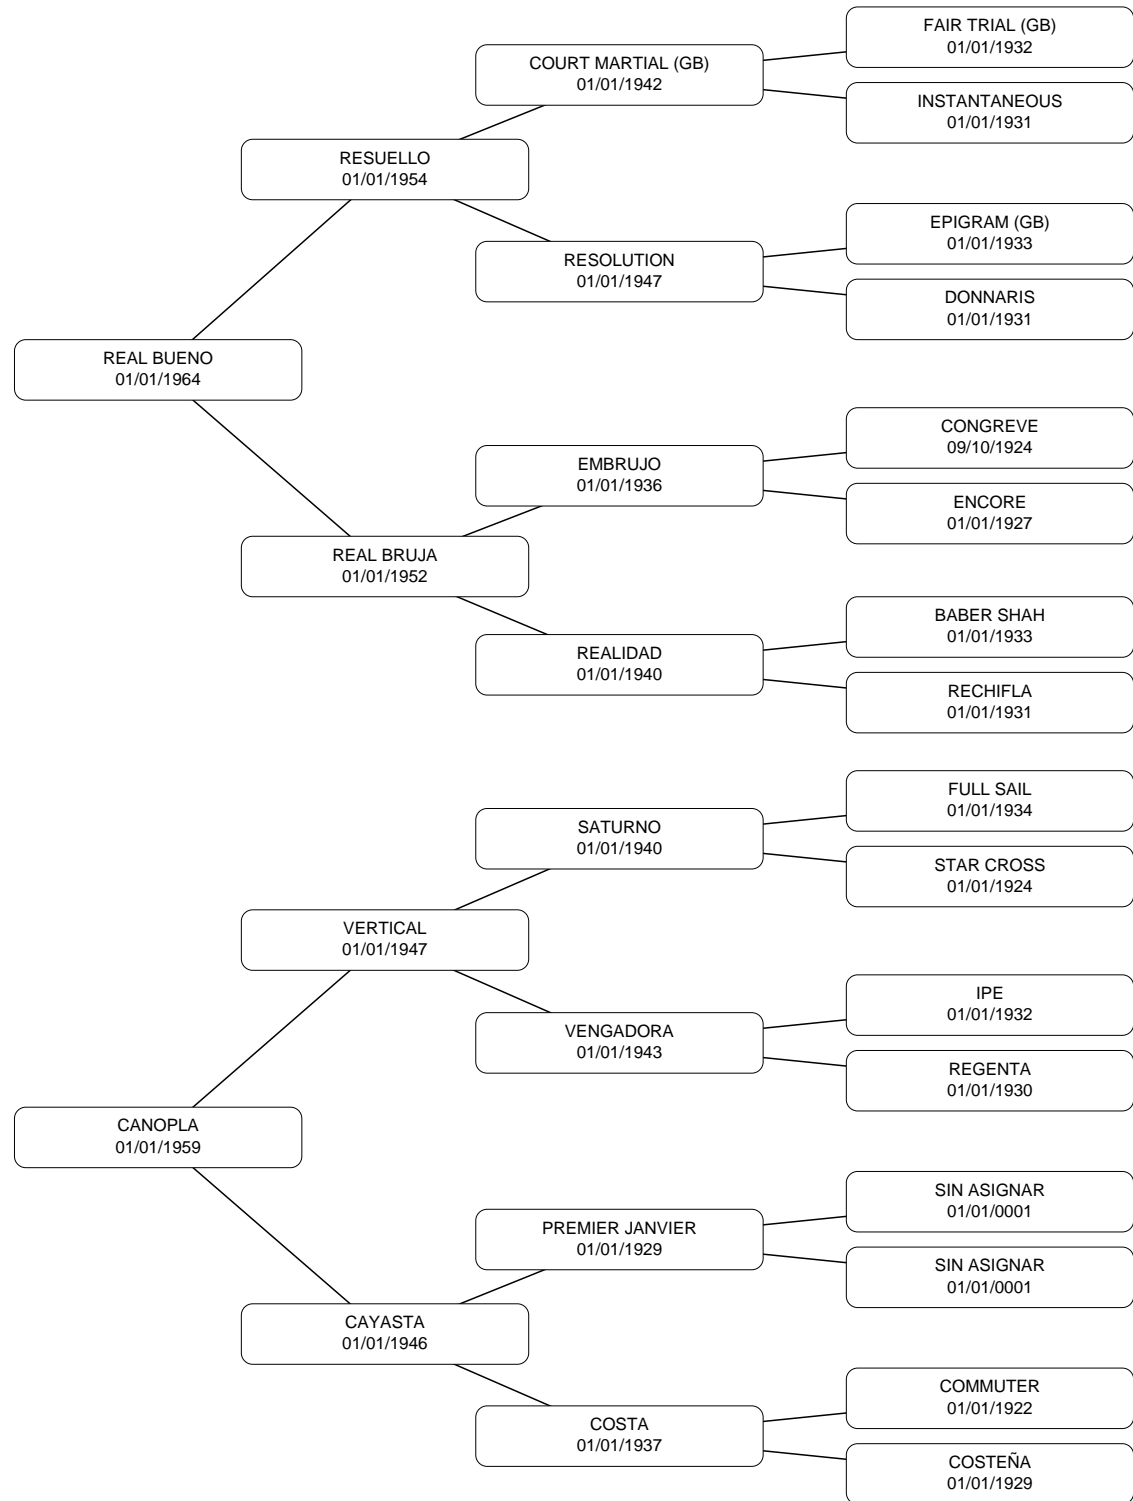 FAIR TRIAL (GB)
01/01/1932
COURT MARTIAL (GB)
01/01/1942
INSTANTANEOUS
01/01/1931
RESUELLO
01/01/1954
EPIGRAM (GB)
01/01/1933
RESOLUTION
01/01/1947
DONNARIS
01/01/1931
REAL BUENO
01/01/1964
CONGREVE
09/10/1924
EMBRUJO
01/01/1936
ENCORE
01/01/1927
REAL BRUJA
01/01/1952
BABER SHAH
01/01/1933
REALIDAD
01/01/1940
RECHIFLA
01/01/1931
FULL SAIL
01/01/1934
SATURNO
01/01/1940
STAR CROSS
01/01/1924
VERTICAL
01/01/1947
IPE
01/01/1932
VENGADORA
01/01/1943
REGENTA
01/01/1930
CANOPLA
01/01/1959
SIN ASIGNAR
01/01/0001
PREMIER JANVIER
01/01/1929
SIN ASIGNAR
01/01/0001
CAYASTA
01/01/1946
COMMUTER
01/01/1922
COSTA
01/01/1937
COSTEÑA
01/01/1929